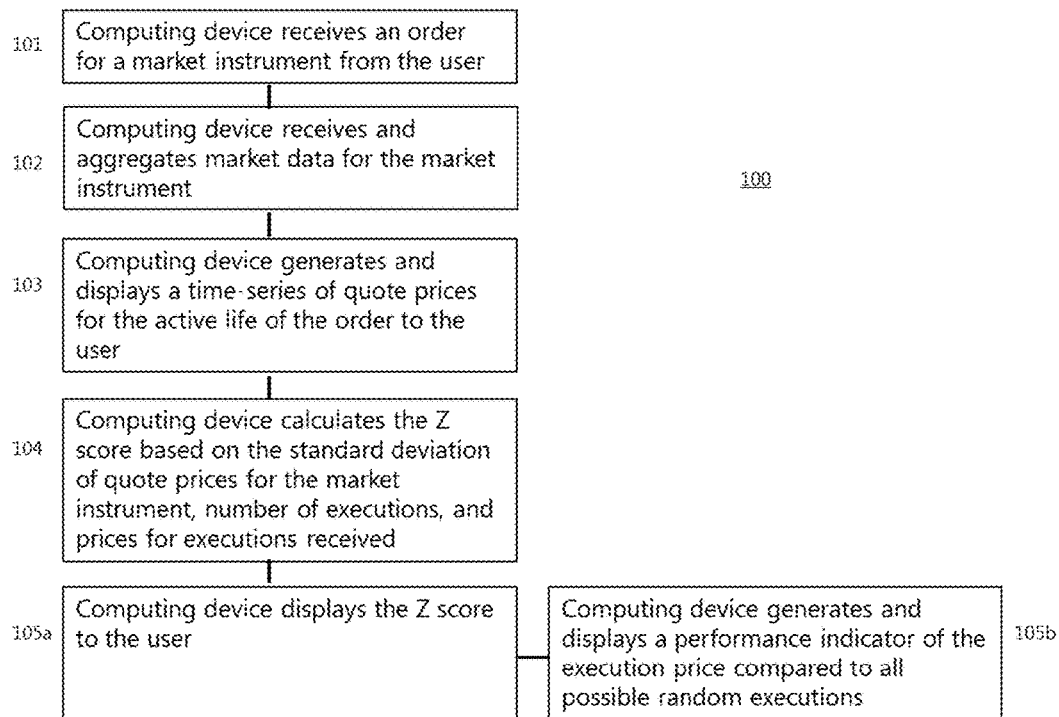 101
Computing device receives an order
for a market instrument from the user
102
Computing device receives and
aggregates market data for the market
instrument
100
103
Computing device generates and
displays a time-series of quote prices
for the active life of the order to the
user
104
Computing device calculates the Z
score based on the standard deviation
of quote prices for the market
instrument, number of executions, and
prices for executions received
105a
Computing device displays the Z score
to the user
Computing device generates and
displays a performance indicator of the
execution price compared to all
possible random executions
105b